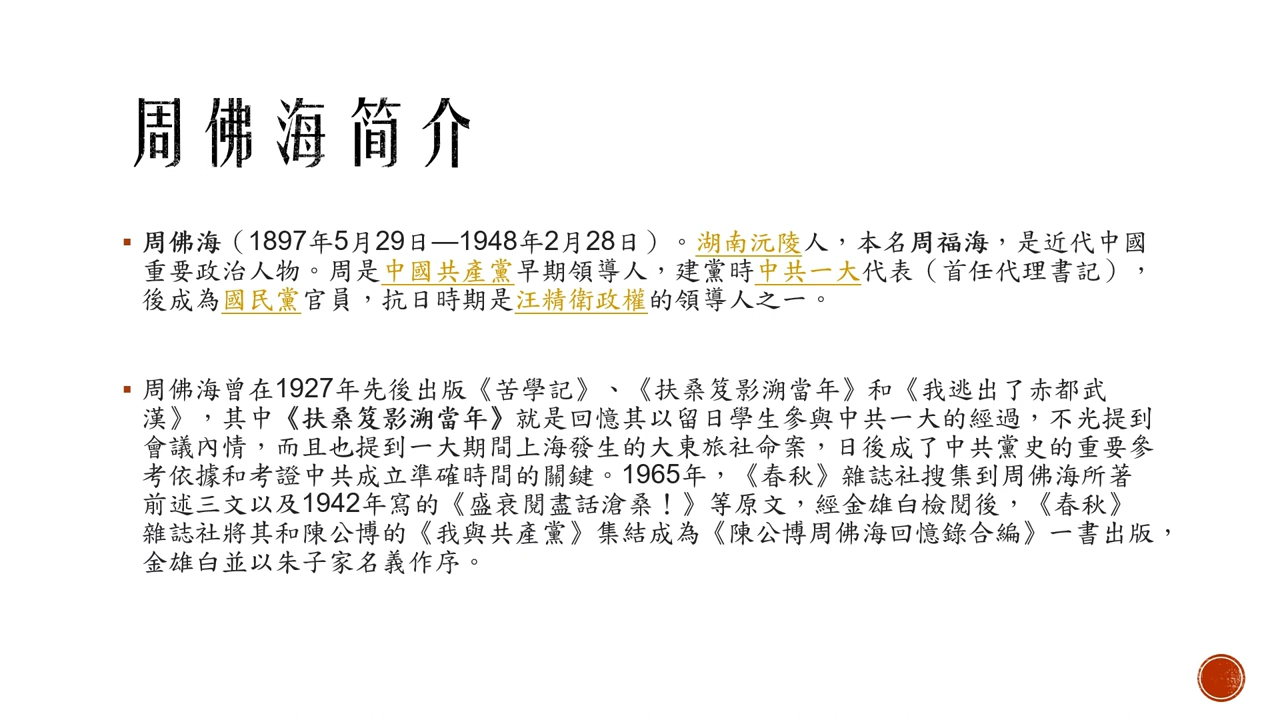 周佛海简介
周佛海（1897年5月29日—1948年2月28日）。湖南沅陵人，本名周福海，是近代中國
重要政治人物。周是中國共產黨早期領導人，建黨時中共一大代表（首任代理書記），
後成為國民黨官員，抗日時期是汪精衛政權的領導人之一。
周佛海曾在1927年先後出版《苦學記》、《扶桑笈影溯當年》和《我逃出了赤都武
漢》，其中《扶桑笈影溯當年》就是回憶其以留日學生參與中共一大的經過，不光提到
會議內情，而且也提到一大期間上海發生的大東旅社命案，日後成了中共黨史的重要參
考依據和考證中共成立準確時間的關鍵。1965年，《春秋》雜誌社搜集到周佛海所著
前述三文以及1942年寫的《盛衰閱盡話滄桑！》等原文，經金雄白檢閱後，《春秋》
雜誌社將其和陳公博的《我與共產黨》集結成為《陳公博周佛海回憶錄合編》一書出版，
金雄白並以朱子家名義作序。